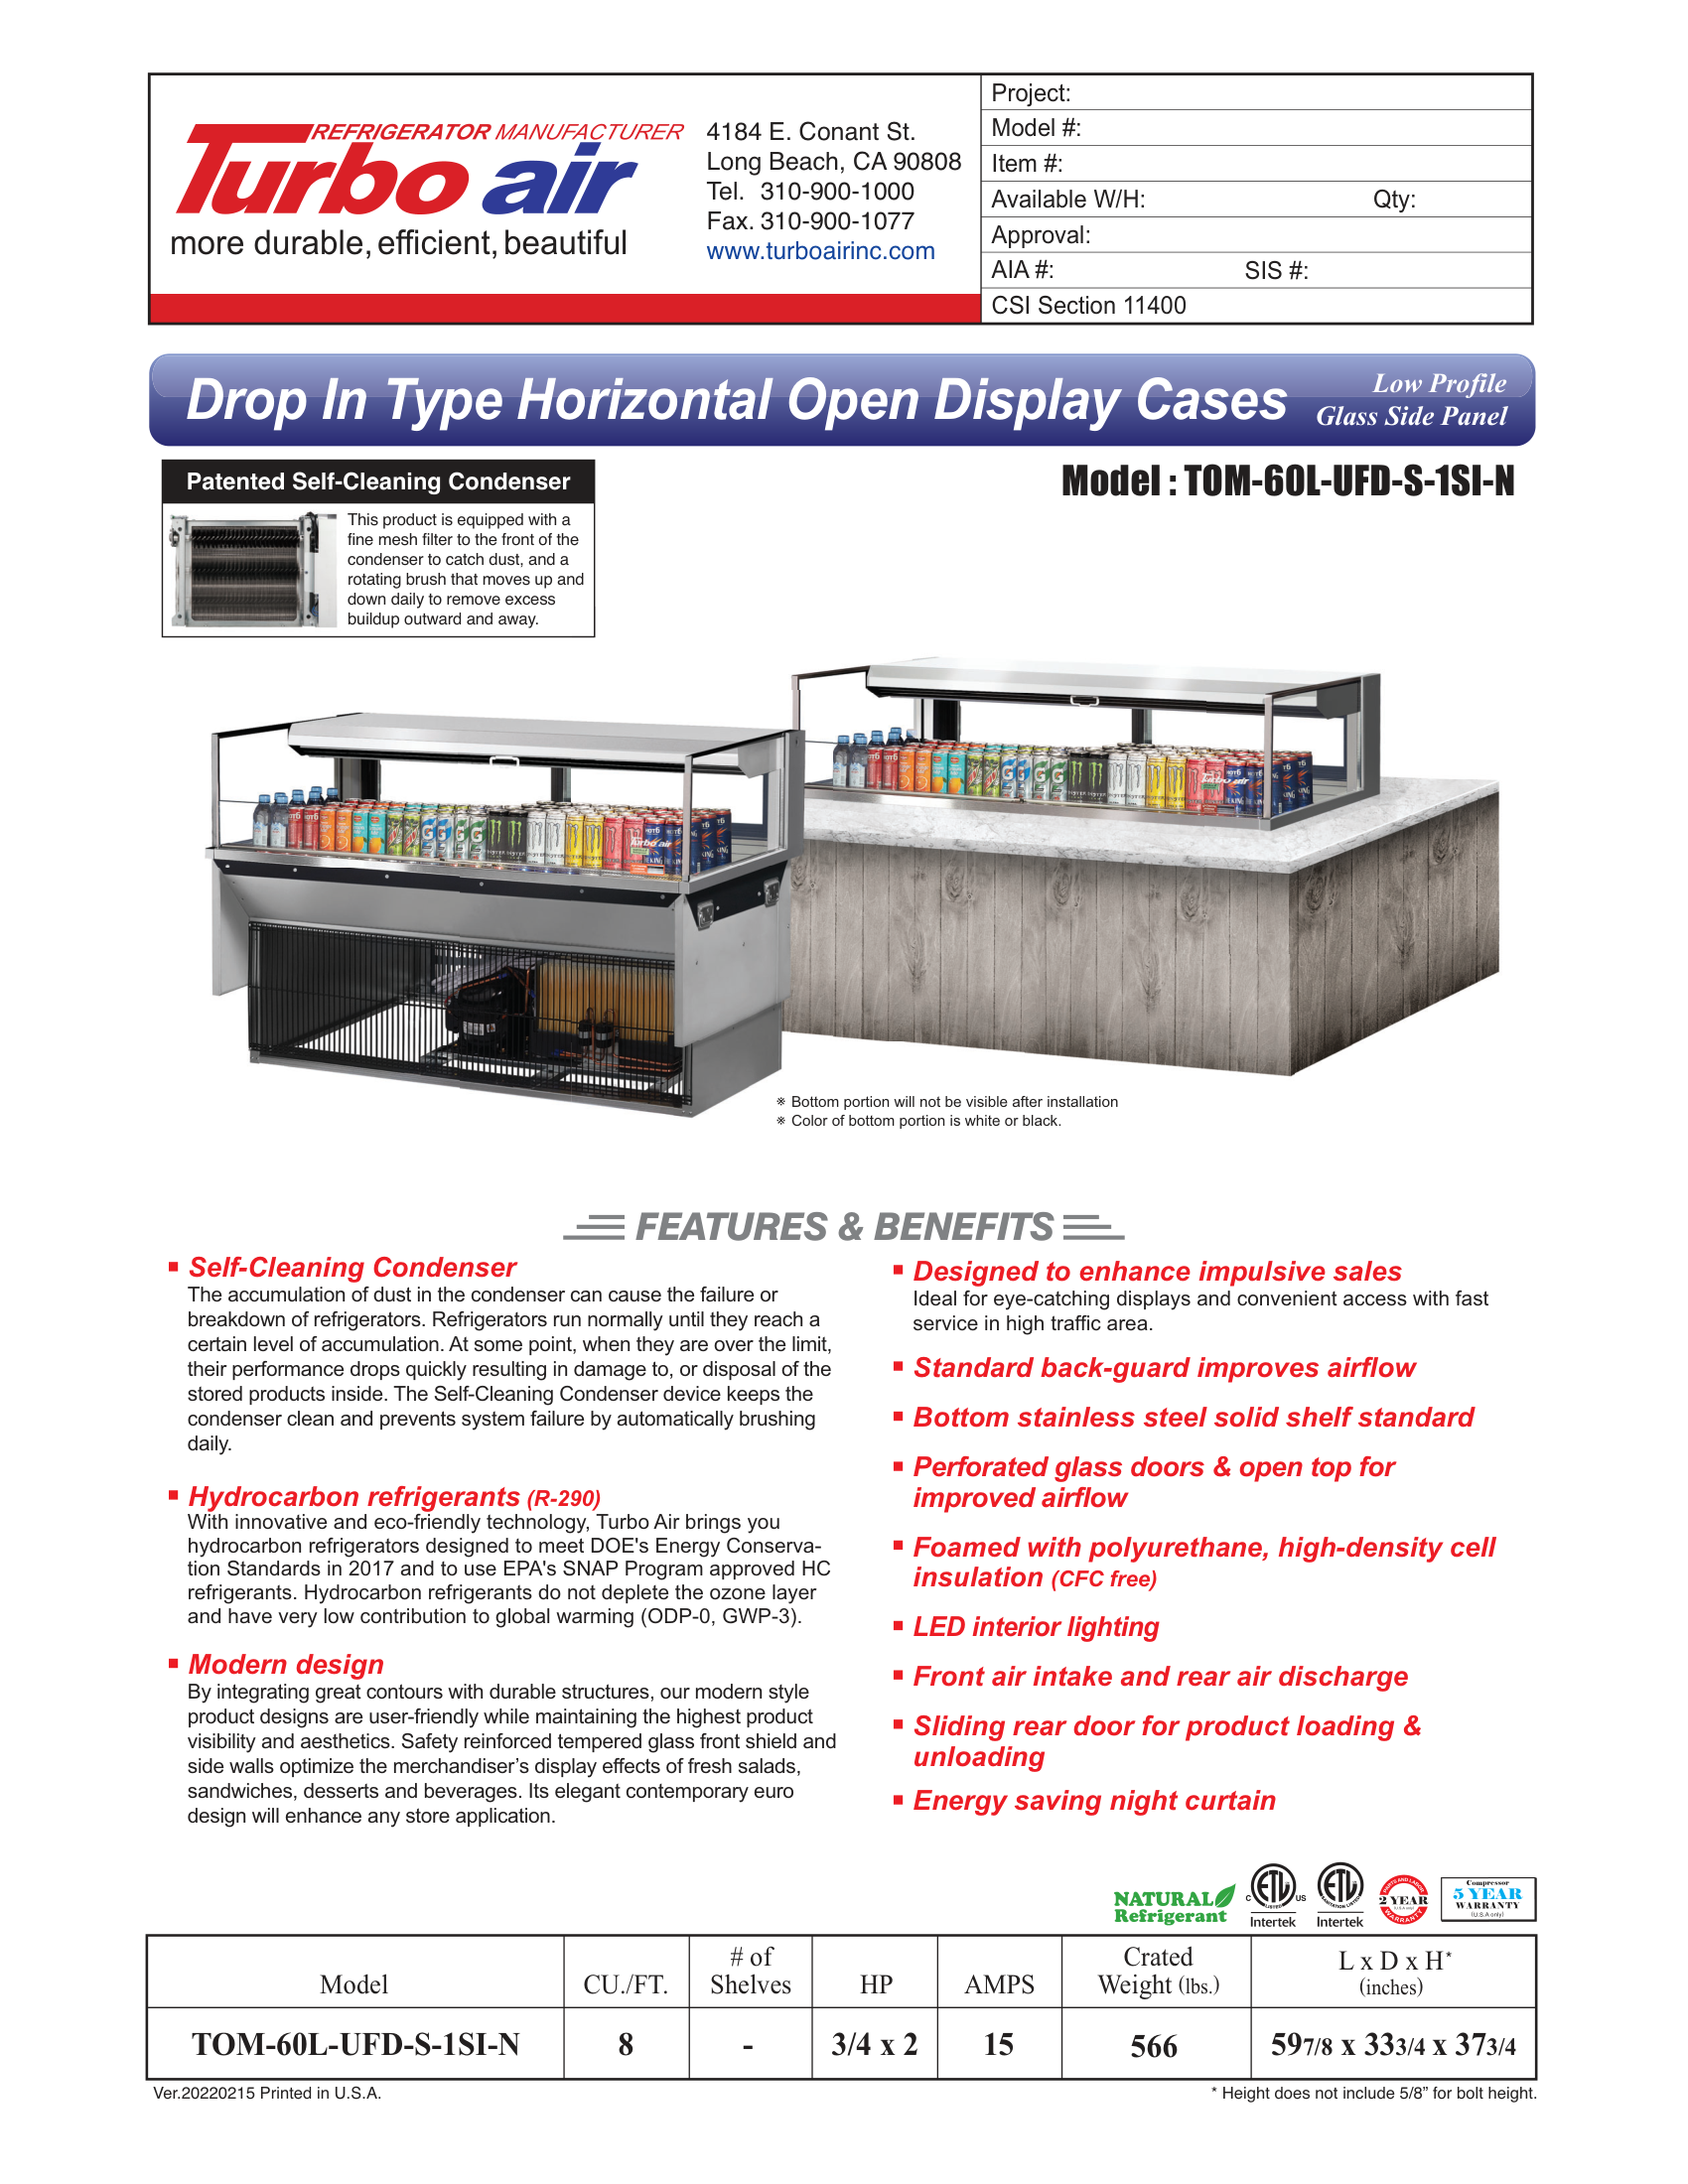 REFRIGERATOR MANUFACTURER
Turbo air
more durable, efficient, beautiful
4184 E. Conant St.
Long Beach, CA 90808
Tel. 310-900-1000
Fax. 310-900-1077
www.turboairinc.com
Project:
Model #:
Item #:
Available W/H: Qty:
Approval:
AIA #: SIS #:
CSI Section 11400
Drop In Type Horizontal Open Display Cases
Low Profile
Glass Side Panel
Patented Self-Cleaning Condenser
This product is equipped with a
fine mesh filter to the front of the
condenser to catch dust, and a
rotating brush that moves up and
down daily to remove excess
buildup outward and away.
Model : TOM-60L-UFD-S-1SI-N
※ Bottom portion will not be visible after installation
※ Color of bottom portion is white or black.
FEATURES & BENEFITS
▪ Self-Cleaning Condenser
The accumulation of dust in the condenser can cause the failure or
breakdown of refrigerators. Refrigerators run normally until they reach a
certain level of accumulation. At some point, when they are over the limit,
their performance drops quickly resulting in damage to, or disposal of the
stored products inside. The Self-Cleaning Condenser device keeps the
condenser clean and prevents system failure by automatically brushing
daily.
▪ Hydrocarbon refrigerants (R-290)
With innovative and eco-friendly technology, Turbo Air brings you
hydrocarbon refrigerators designed to meet DOE's Energy Conserva-
tion Standards in 2017 and to use EPA's SNAP Program approved HC
refrigerants. Hydrocarbon refrigerants do not deplete the ozone layer
and have very low contribution to global warming (ODP-0, GWP-3).
▪ Modern design
By integrating great contours with durable structures, our modern style
product designs are user-friendly while maintaining the highest product
visibility and aesthetics. Safety reinforced tempered glass front shield and
side walls optimize the merchandiser's display effects of fresh salads,
sandwiches, desserts and beverages. Its elegant contemporary euro
design will enhance any store application.
▪ Designed to enhance impulsive sales
Ideal for eye-catching displays and convenient access with fast
service in high traffic area.
▪ Standard back-guard improves airflow
▪ Bottom stainless steel solid shelf standard
▪ Perforated glass doors & open top for
improved airflow
▪ Foamed with polyurethane, high-density cell
insulation (CFC free)
▪ LED interior lighting
▪ Front air intake and rear air discharge
▪ Sliding rear door for product loading &
unloading
▪ Energy saving night curtain
NATURAL
Refrigerant
C ETL US
LISTED
Intertek
ETL
SANITATION LISTED
Intertek
PARTS AND LABOR
2 YEAR
(U.S.A only)
WARRANTY
Compressor
5 YEAR
WARRANTY
(U.S.A only)
Model CU./FT. # of Shelves HP AMPS Crated Weight (lbs.) L x D x H* (inches)
TOM-60L-UFD-S-1SI-N 8 - 3/4 x 2 15 566 597/8 x 333/4 x 373/4
Ver.20220215 Printed in U.S.A.
* Height does not include 5/8” for bolt height.